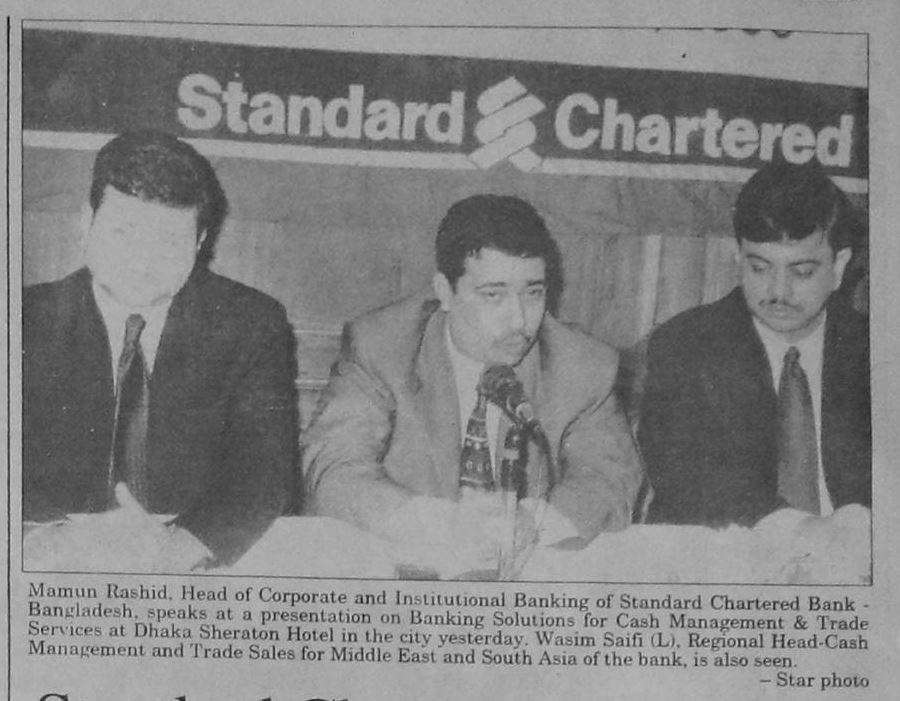 Standard Chartered
Mamun Rashid, Head of Corporate and Institutional Banking of Standard Chartered Bank -
Bangladesh, speaks at a presentation on Banking Solutions for Cash Management & Trade
Services at Dhaka Sheraton Hotel in the city yesterday. Wasim Saifi (L), Regional Head-Cash
Management and Trade Sales for Middle East and South Asia of the bank, is also seen.
– Star photo